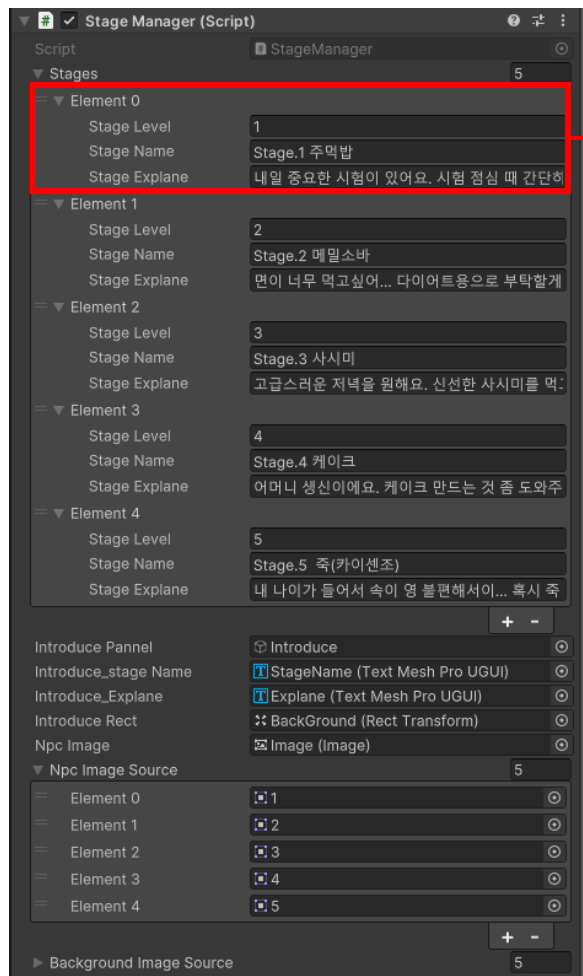 Stage Manager (Script)
Script StageManager
Stages 5
Element 0
Stage Level 1
Stage Name Stage.1 주먹밥
Stage Explane 내일 중요한 시험이 있어요. 시험 점심 때 간단히
Element 1
Stage Level 2
Stage Name Stage.2 메밀소바
Stage Explane 면이 너무 먹고싶어... 다이어트용으로 부탁할게
Element 2
Stage Level 3
Stage Name Stage.3 사시미
Stage Explane 고급스러운 저녁을 원해요. 신선한 사시미를
Element 3
Stage Level 4
Stage Name Stage.4 케이크
Stage Explane 어머니 생신이에요. 케이크 만드는 것 좀 도와주
Element 4
Stage Level 5
Stage Name Stage.5 죽(카이센조)
Stage Explane 내 나이가 들어서 속이 영 불편해서이... 혹시 죽
+ -
Introduce Pannel Introduce
Introduce_stage Name StageName (Text Mesh Pro UGUI)
Introduce_Explane Explane (Text Mesh Pro UGUI)
Introduce Rect BackGround (Rect Transform)
Npc Image Image (Image)
Npc Image Source 5
Element 0 1
Element 1 2
Element 2 3
Element 3 4
Element 4 5
+ -
Background Image Source 5